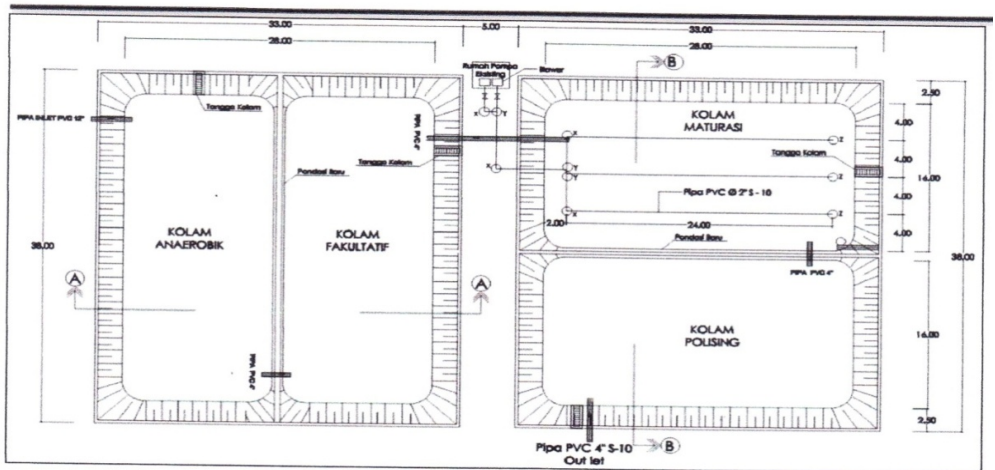 33.00
5.00
33.00
28.00
28.00
Rumah Pompa
Eksisting
Blower
B
2.50
KOLAM
MATURASI
Tangga Kolam
PIPA INLET PVC 12"
PIPA PVC 4"
X
Y
X
Z
4.00
Tangga Kolam
Tangga Kolam
4.00
16.00
Pondasi Baru
X
Y
Z
Pipa PVC Ø 2" S - 10
4.00
X
Z
KOLAM
ANAEROBIK
KOLAM
FAKULTATIF
2.00
24.00
4.00
38.00
Pondasi Baru
38.00
PIPA PVC 4"
A
A
KOLAM
POLISING
16.00
PIPA PVC 4"
2.50
Pipa PVC 4" S-10
Out let
B